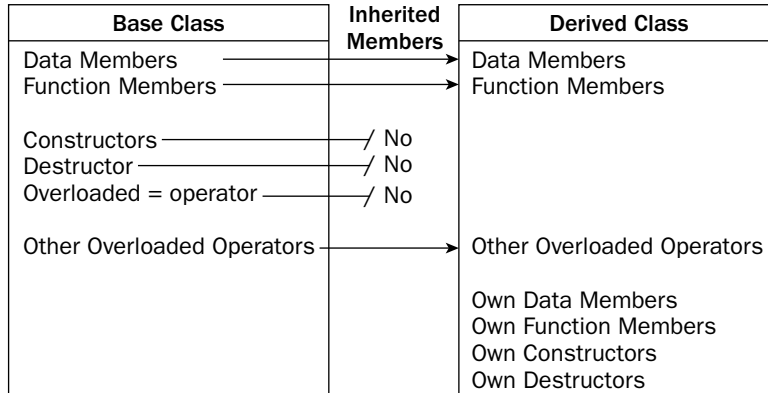 Base Class
Inherited
Members
Derived Class
Data Members
Data Members
Function Members
Function Members
Constructors
No
Destructor
No
Overloaded = operator
No
Other Overloaded Operators
Other Overloaded Operators
Own Data Members
Own Function Members
Own Constructors
Own Destructors